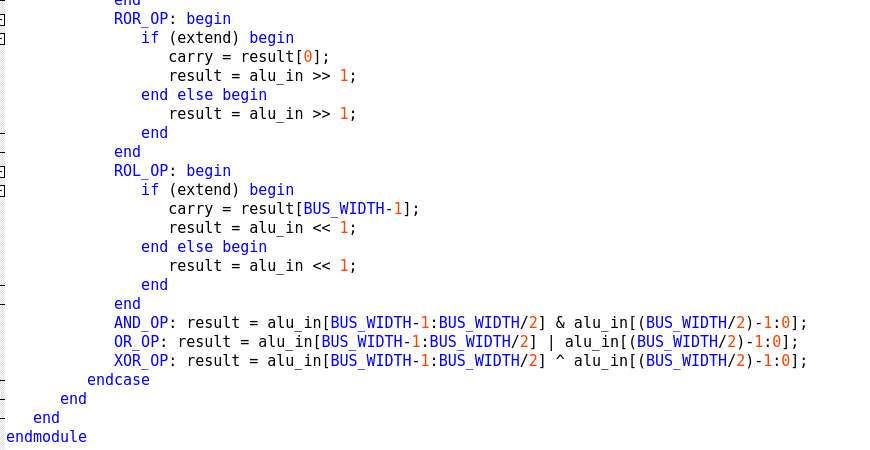 end
ROR_OP: begin
if (extend) begin
carry = result[0];
result = alu_in >> 1;
end else begin
result = alu_in >> 1;
end
end
ROL_OP: begin
if (extend) begin
carry = result[BUS_WIDTH-1];
result = alu_in << 1;
end else begin
result = alu_in << 1;
end
end
AND_OP: result = alu_in[BUS_WIDTH-1:BUS_WIDTH/2] & alu_in[(BUS_WIDTH/2)-1:0];
OR_OP: result = alu_in[BUS_WIDTH-1:BUS_WIDTH/2] | alu_in[(BUS_WIDTH/2)-1:0];
XOR_OP: result = alu_in[BUS_WIDTH-1:BUS_WIDTH/2] ^ alu_in[(BUS_WIDTH/2)-1:0];
endcase
end
end
endmodule